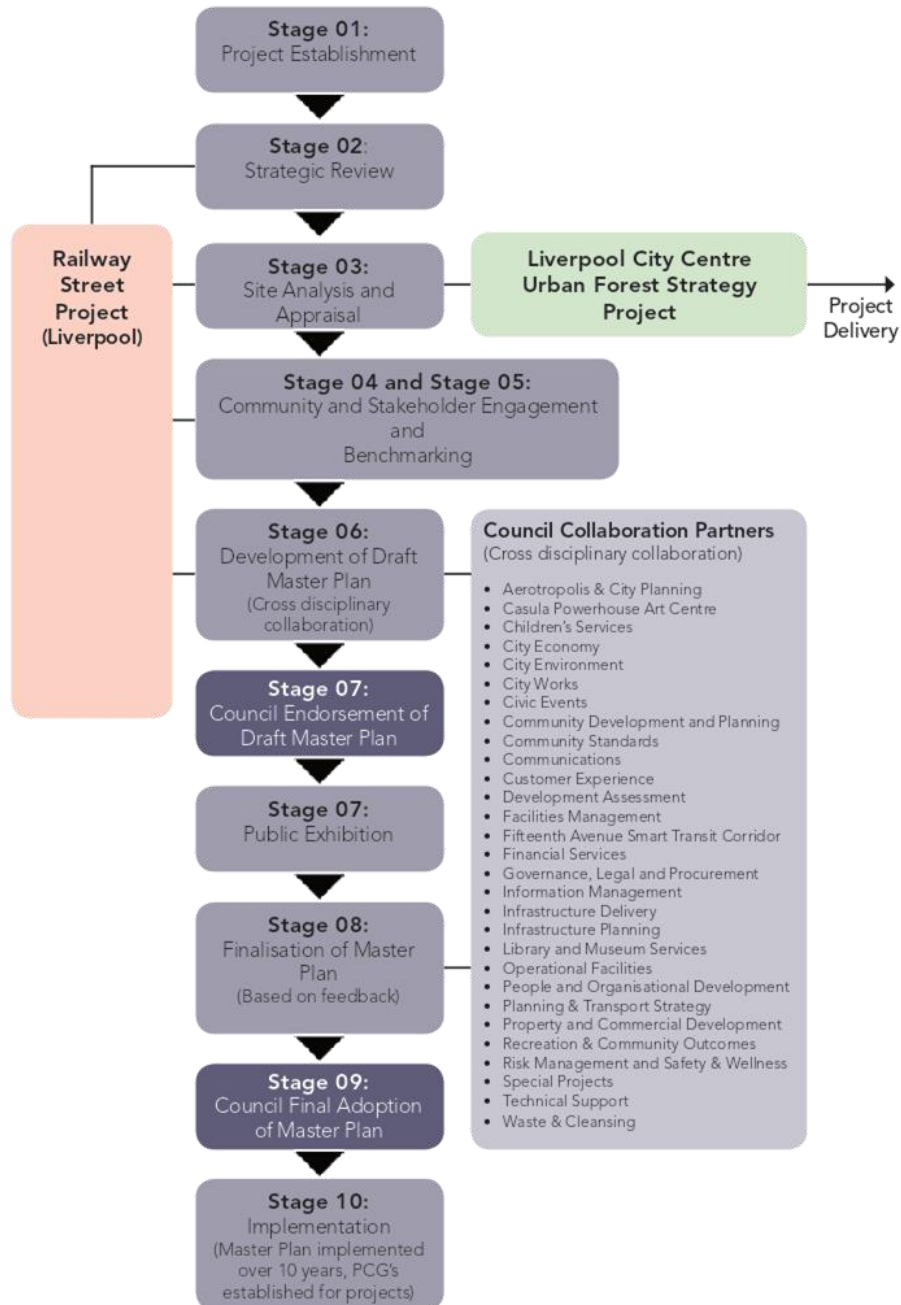 Stage 01:
Project Establishment
Stage 02:
Strategic Review
Railway
Street
Project
(Liverpool)
Stage 03:
Site Analysis and
Appraisal
Liverpool City Centre
Urban Forest Strategy
Project
Project
Delivery
Stage 04 and Stage 05:
Community and Stakeholder Engagement
and
Benchmarking
Stage 06:
Development of Draft
Master Plan
(Cross disciplinary
collaboration)
Council Collaboration Partners
(Cross disciplinary collaboration)
• Aerotropolis & City Planning
• Casula Powerhouse Art Centre
• Children's Services
• City Economy
• City Environment
• City Works
• Civic Events
• Community Development and Planning
• Community Standards
• Communications
• Customer Experience
• Development Assessment
• Facilities Management
• Fifteenth Avenue Smart Transit Corridor
• Financial Services
• Governance, Legal and Procurement
• Information Management
• Infrastructure Delivery
• Infrastructure Planning
• Library and Museum Services
• Operational Facilities
• People and Organisational Development
• Planning & Transport Strategy
• Property and Commercial Development
• Recreation & Community Outcomes
• Risk Management and Safety & Wellness
• Special Projects
• Technical Support
• Waste & Cleansing
Stage 07:
Council Endorsement of
Draft Master Plan
Stage 07:
Public Exhibition
Stage 08:
Finalisation of Master
Plan
(Based on feedback)
Stage 09:
Council Final Adoption
of Master Plan
Stage 10:
Implementation
(Master Plan implemented
over 10 years, PCG's
established for projects)